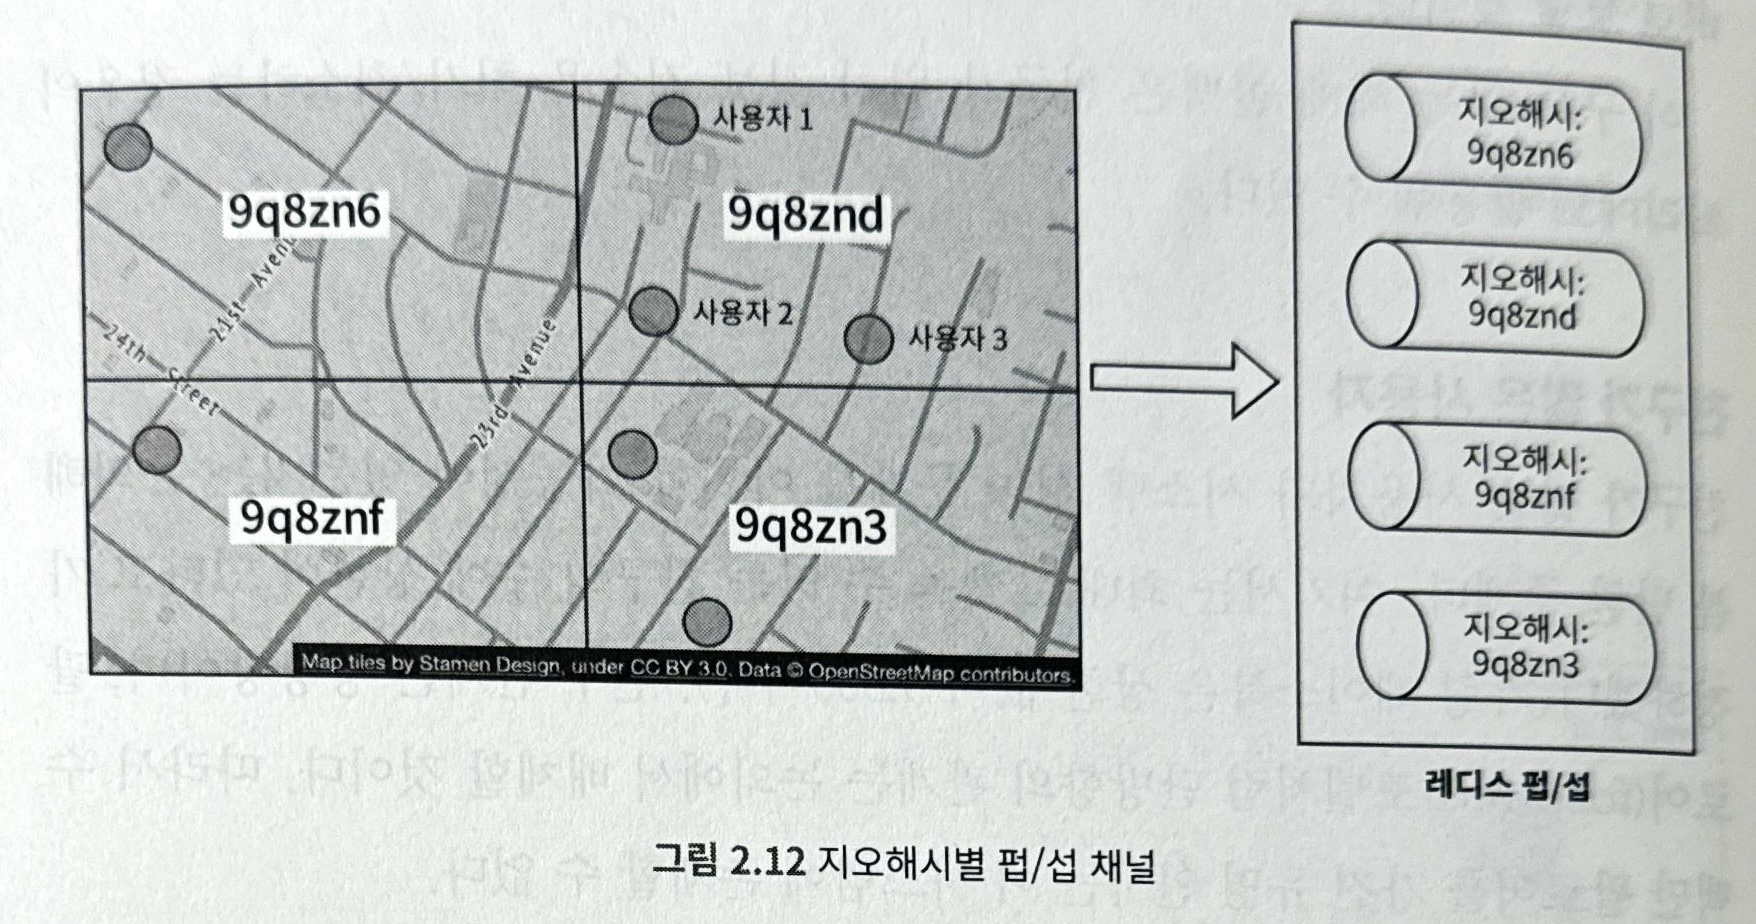 사용자 1
9q8zn6
9q8znd
21st Avenu
사용자 2
24th Street
23rd Avenue
사용자 3
9q8znf
9q8zn3
Map tiles by Stamen Design, under CC BY 3.0. Data © OpenStreetMap contributors.
지오해시:
9q8zn6
지오해시:
9q8znd
지오해시:
9q8znf
지오해시:
9q8zn3
레디스 펍/섭
그림 2.12 지오해시별 펍/섭 채널